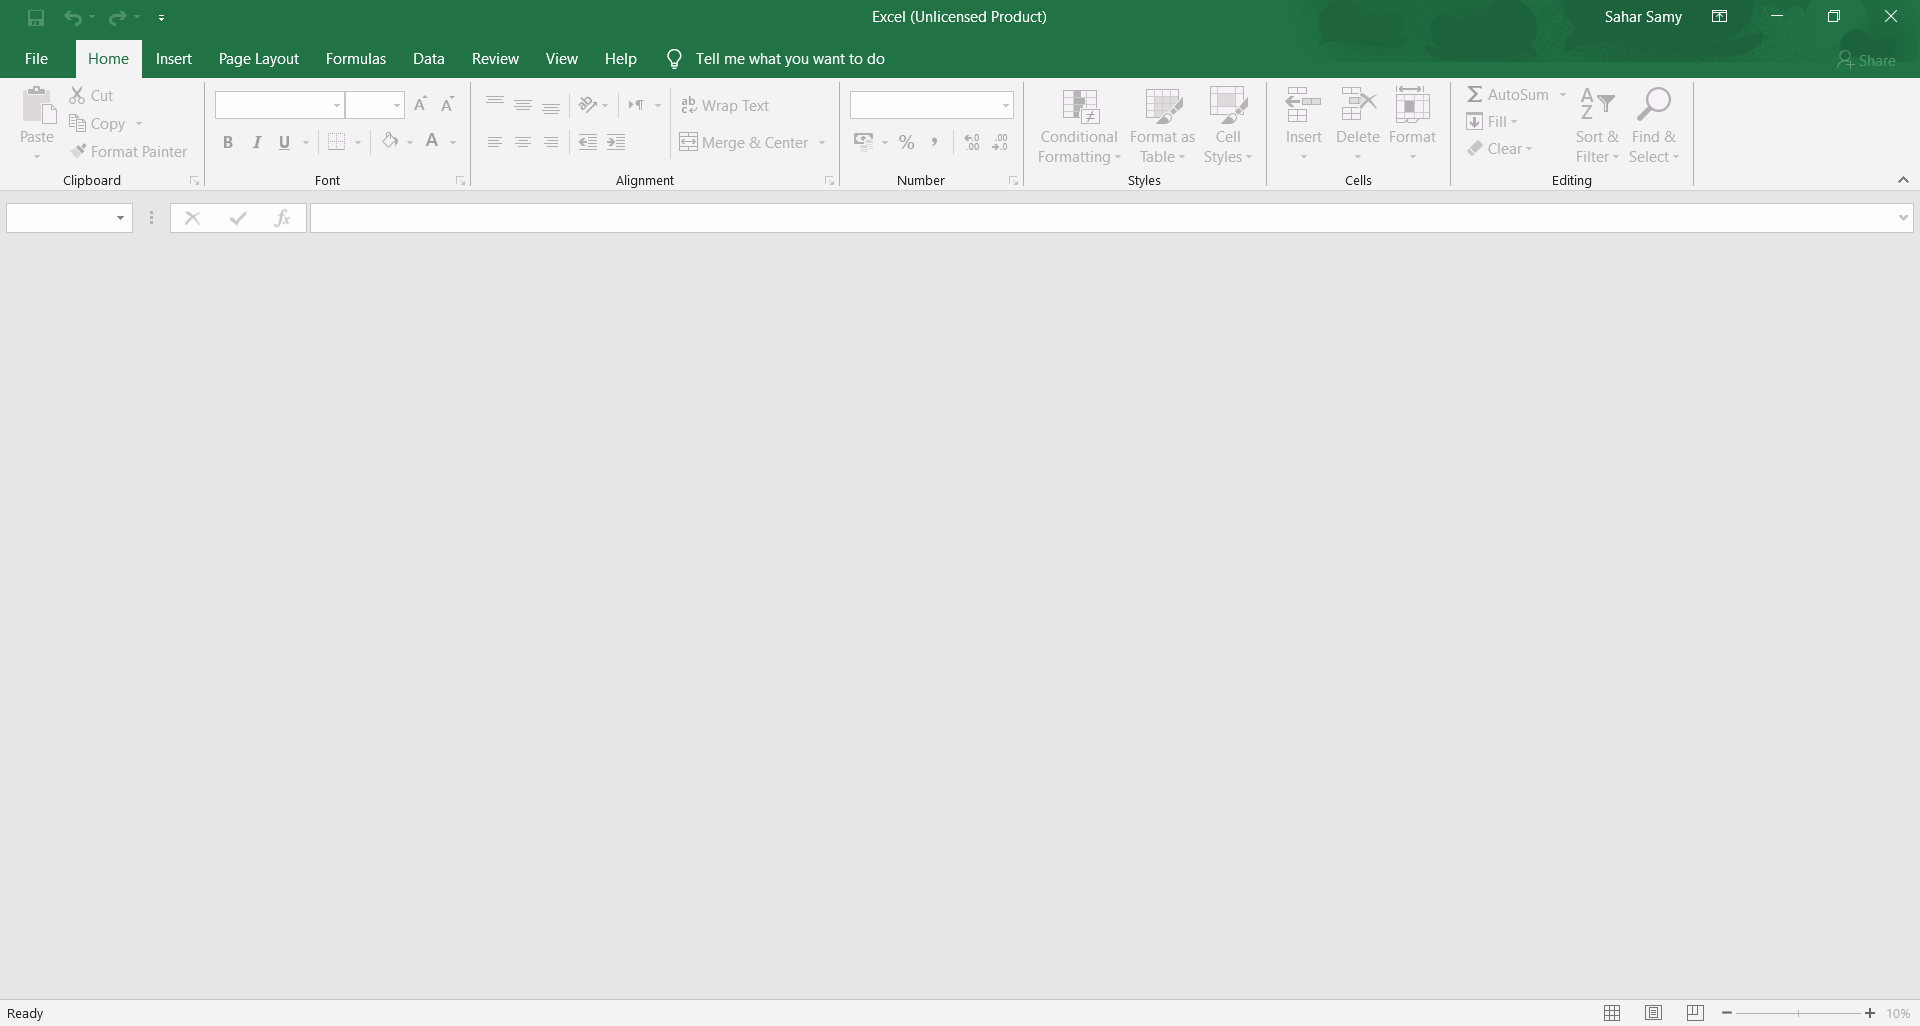 Excel (Unlicensed Product)
Sahar Samy
File
Home
Insert
Page Layout
Formulas
Data
Review
View
Help
Tell me what you want to do
Share
Paste
Cut
Copy
Format Painter
Clipboard
B I U
Font
Wrap Text
Merge & Center
Alignment
%
Number
Conditional
Formatting
Format as
Table
Cell
Styles
Styles
Insert
Delete
Format
Cells
AutoSum
Fill
Clear
Sort &
Filter
Find &
Select
Editing
fx
Ready
10%